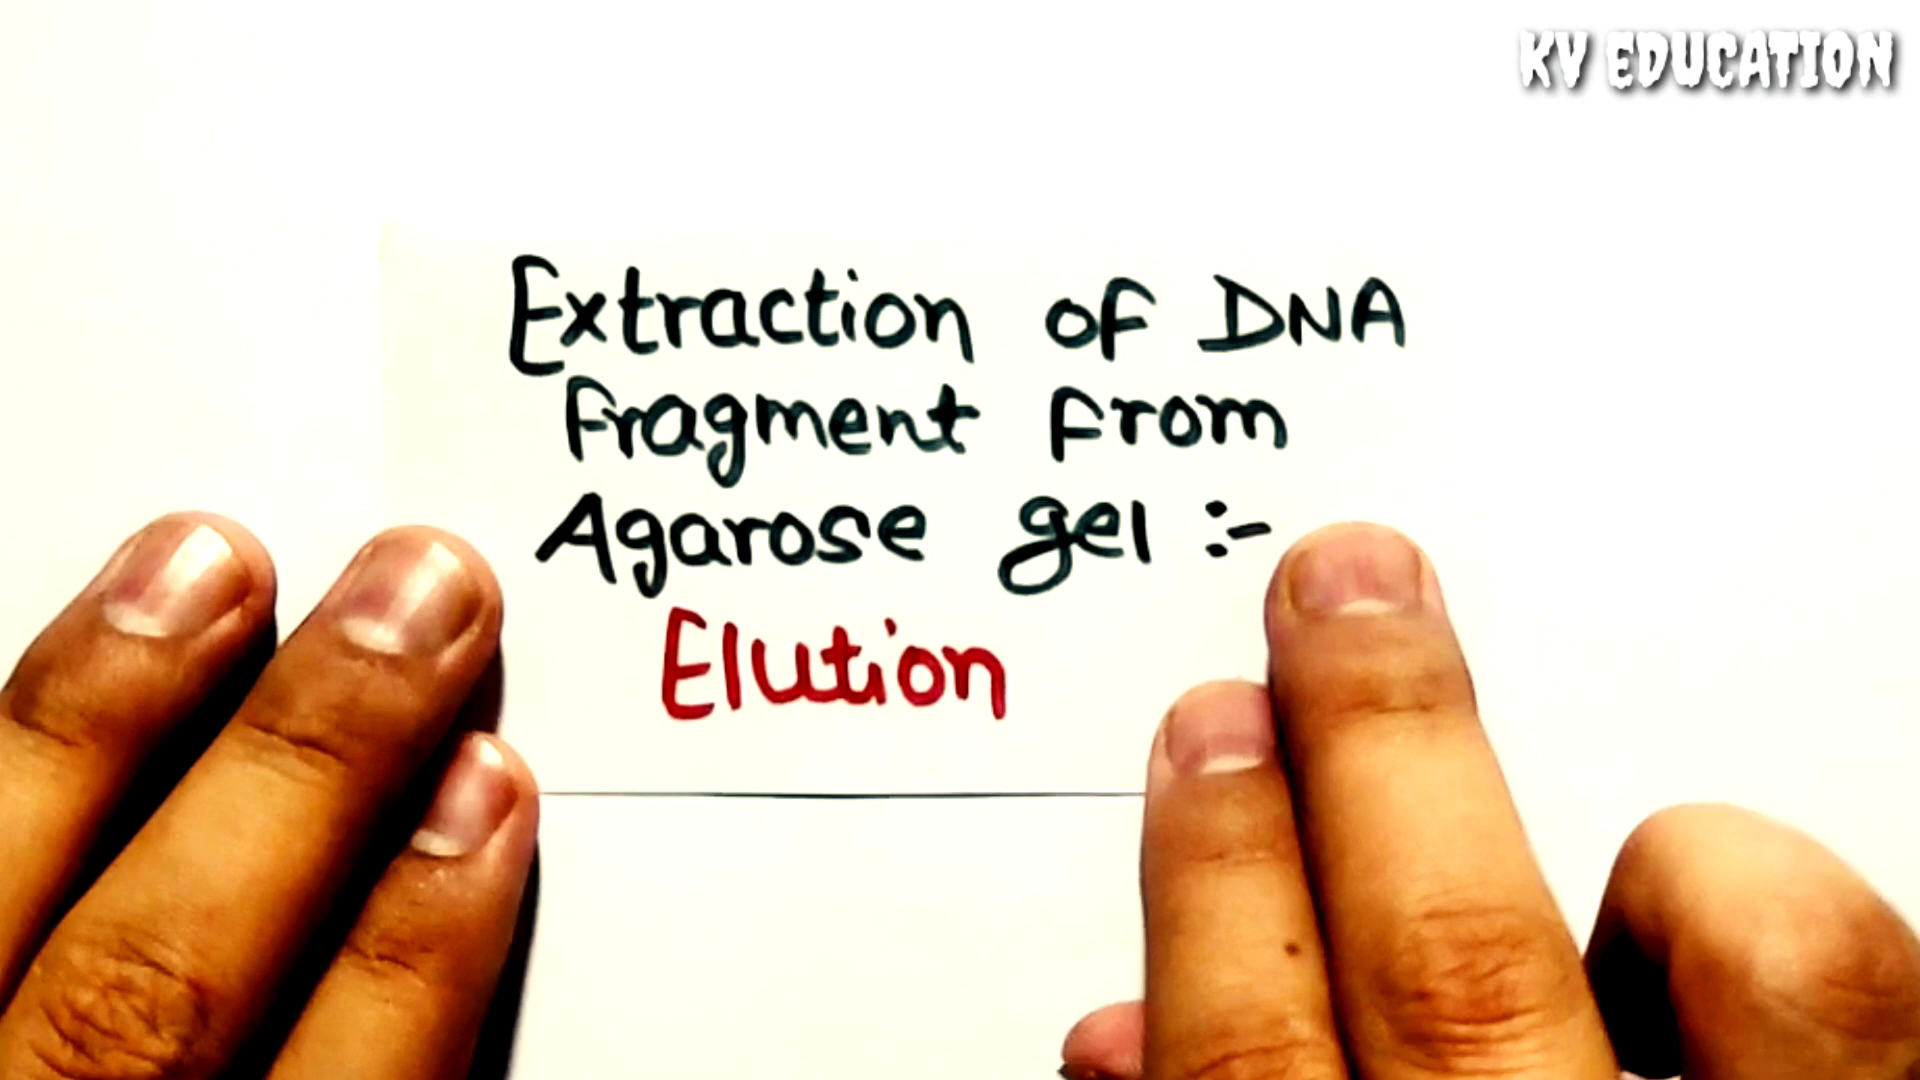 KV EDUCATION
Extraction of DNA
fragment from
Agarose gel :-
Elution